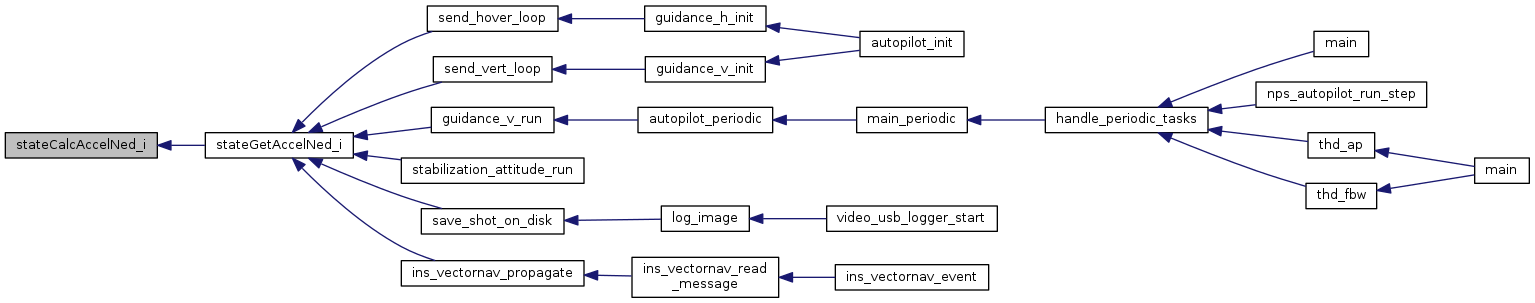 send_hover_loop
guidance_h_init
autopilot_init
main
send_vert_loop
guidance_v_init
nps_autopilot_run_step
guidance_v_run
autopilot_periodic
main_periodic
handle_periodic_tasks
stateCalcAccelNed_i
stateGetAccelNed_i
thd_ap
stabilization_attitude_run
main
thd_fbw
save_shot_on_disk
log_image
video_usb_logger_start
ins_vectornav_propagate
ins_vectornav_read
_message
ins_vectornav_event